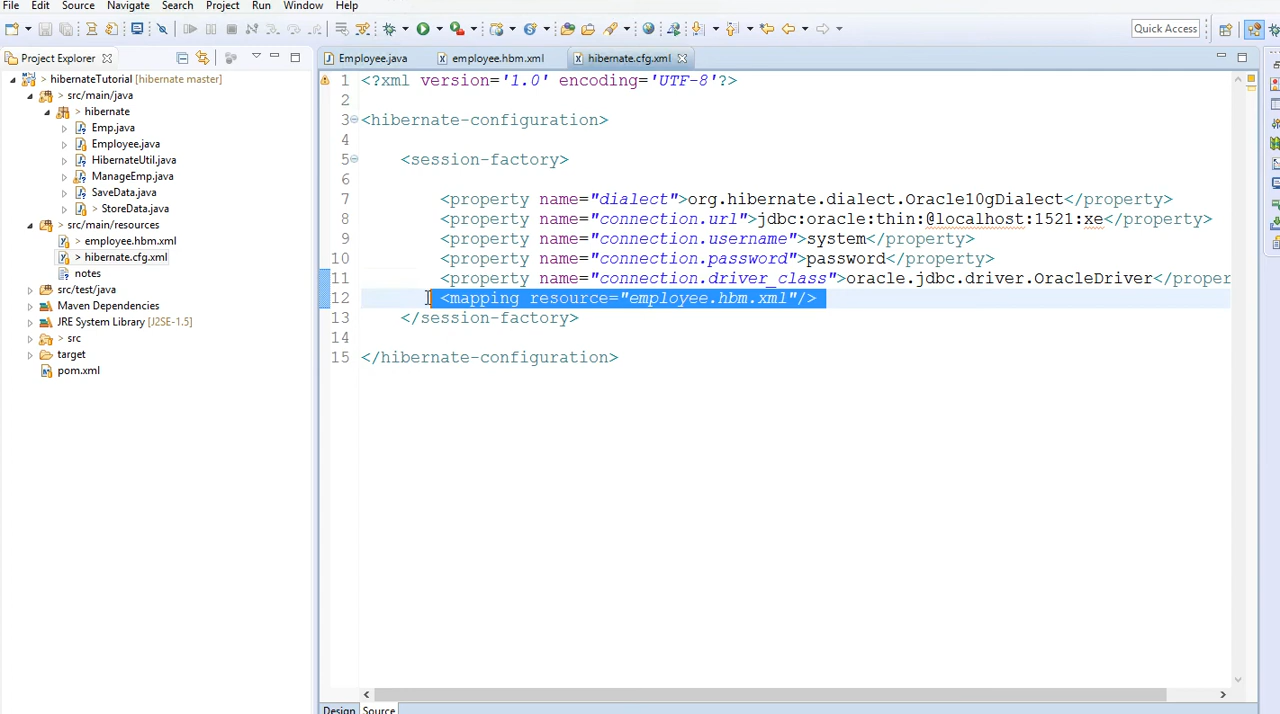 File Edit Source Navigate Search Project Run Window Help
Quick Access
Project Explorer
hibernateTutorial [hibernate master]
> src/main/java
> hibernate
Emp.java
Employee.java
HibernateUtil.java
ManageEmp.java
SaveData.java
> StoreData.java
> src/main/resources
employee.hbm.xml
> hibernate.cfg.xml
notes
src/test/java
Maven Dependencies
JRE System Library [J2SE-1.5]
> src
target
pom.xml
Employee.java employee.hbm.xml hibernate.cfg.xml
1 <?xml version='1.0' encoding='UTF-8'?>
2
3 <hibernate-configuration>
4
5 <session-factory>
6
7 <property name="dialect">org.hibernate.dialect.Oracle10gDialect</property>
8 <property name="connection.url">jdbc:oracle:thin:@localhost:1521:xe</property>
9 <property name="connection.username">system</property>
10 <property name="connection.password">password</property>
11 <property name="connection.driver_class">oracle.jdbc.driver.OracleDriver</proper
12 <mapping resource="employee.hbm.xml"/>
13 </session-factory>
14
15 </hibernate-configuration>
Design Source